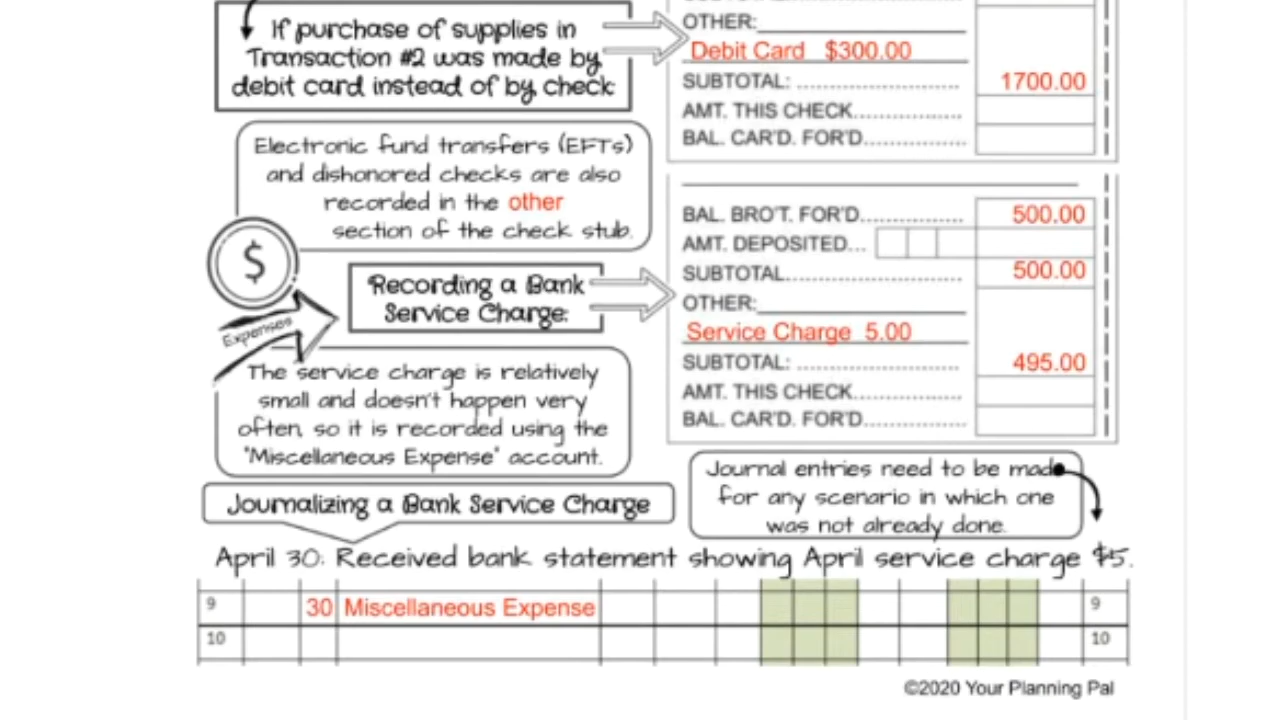 If purchase of supplies in
Transaction #2 was made by
debit card instead of by check
OTHER:
Debit Card $300.00
SUBTOTAL: 1700.00
AMT. THIS CHECK
BAL. CAR'D. FOR'D
Electronic fund transfers (EFTs)
and dishonored checks are also
recorded in the other
section of the check stub.
$
Expenses
Recording a Bank
Service Charge:
BAL. BRO'T. FOR'D 500.00
AMT. DEPOSITED...
SUBTOTAL 500.00
OTHER:
Service Charge 5.00
SUBTOTAL: 495.00
AMT. THIS CHECK
BAL. CAR'D. FOR'D
The service charge is relatively
small and doesn't happen very
often, so it is recorded using the
"Miscellaneous Expense" account.
Journalizing a Bank Service Charge
Journal entries need to be made
for any scenario in which one
was not already done.
April 30: Received bank statement showing April service charge $5.
9 30 Miscellaneous Expense 9
10 10
©2020 Your Planning Pal